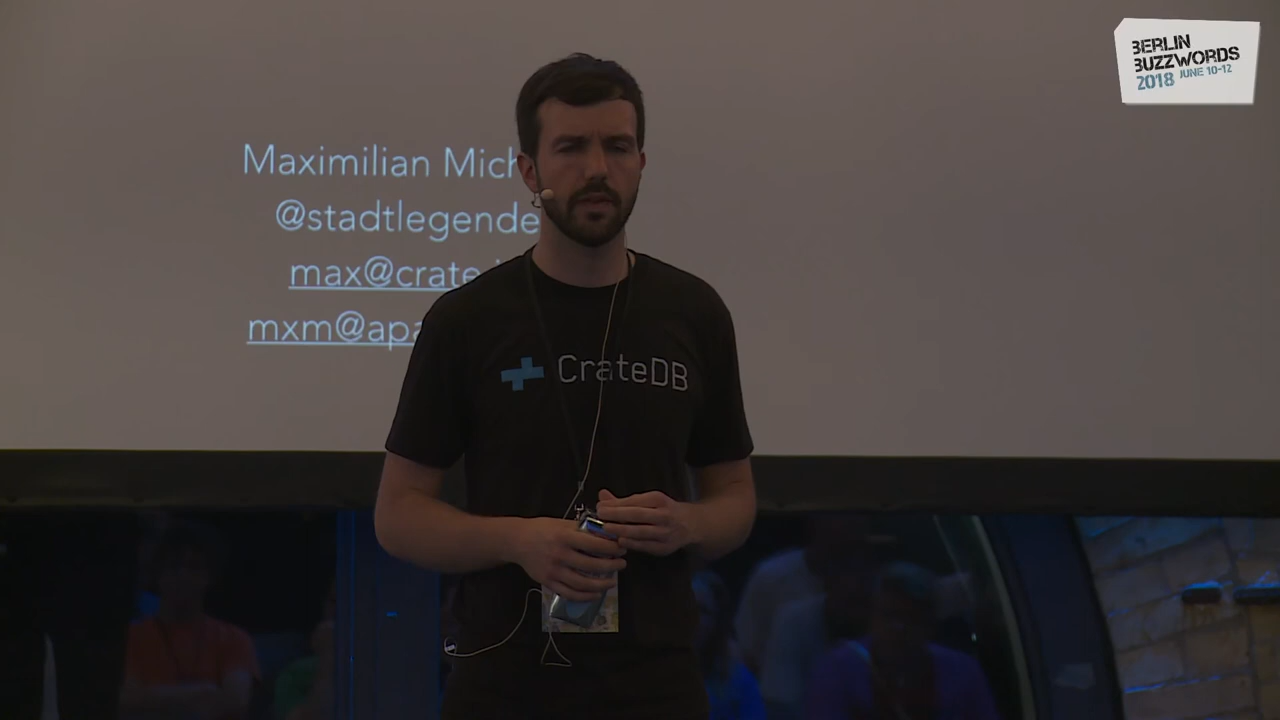 BERLIN
BUZZWORDS
2018 JUNE 10-12
Maximilian Mich
@stadtlegende
max@crate.
mxm@apa
CrateDB